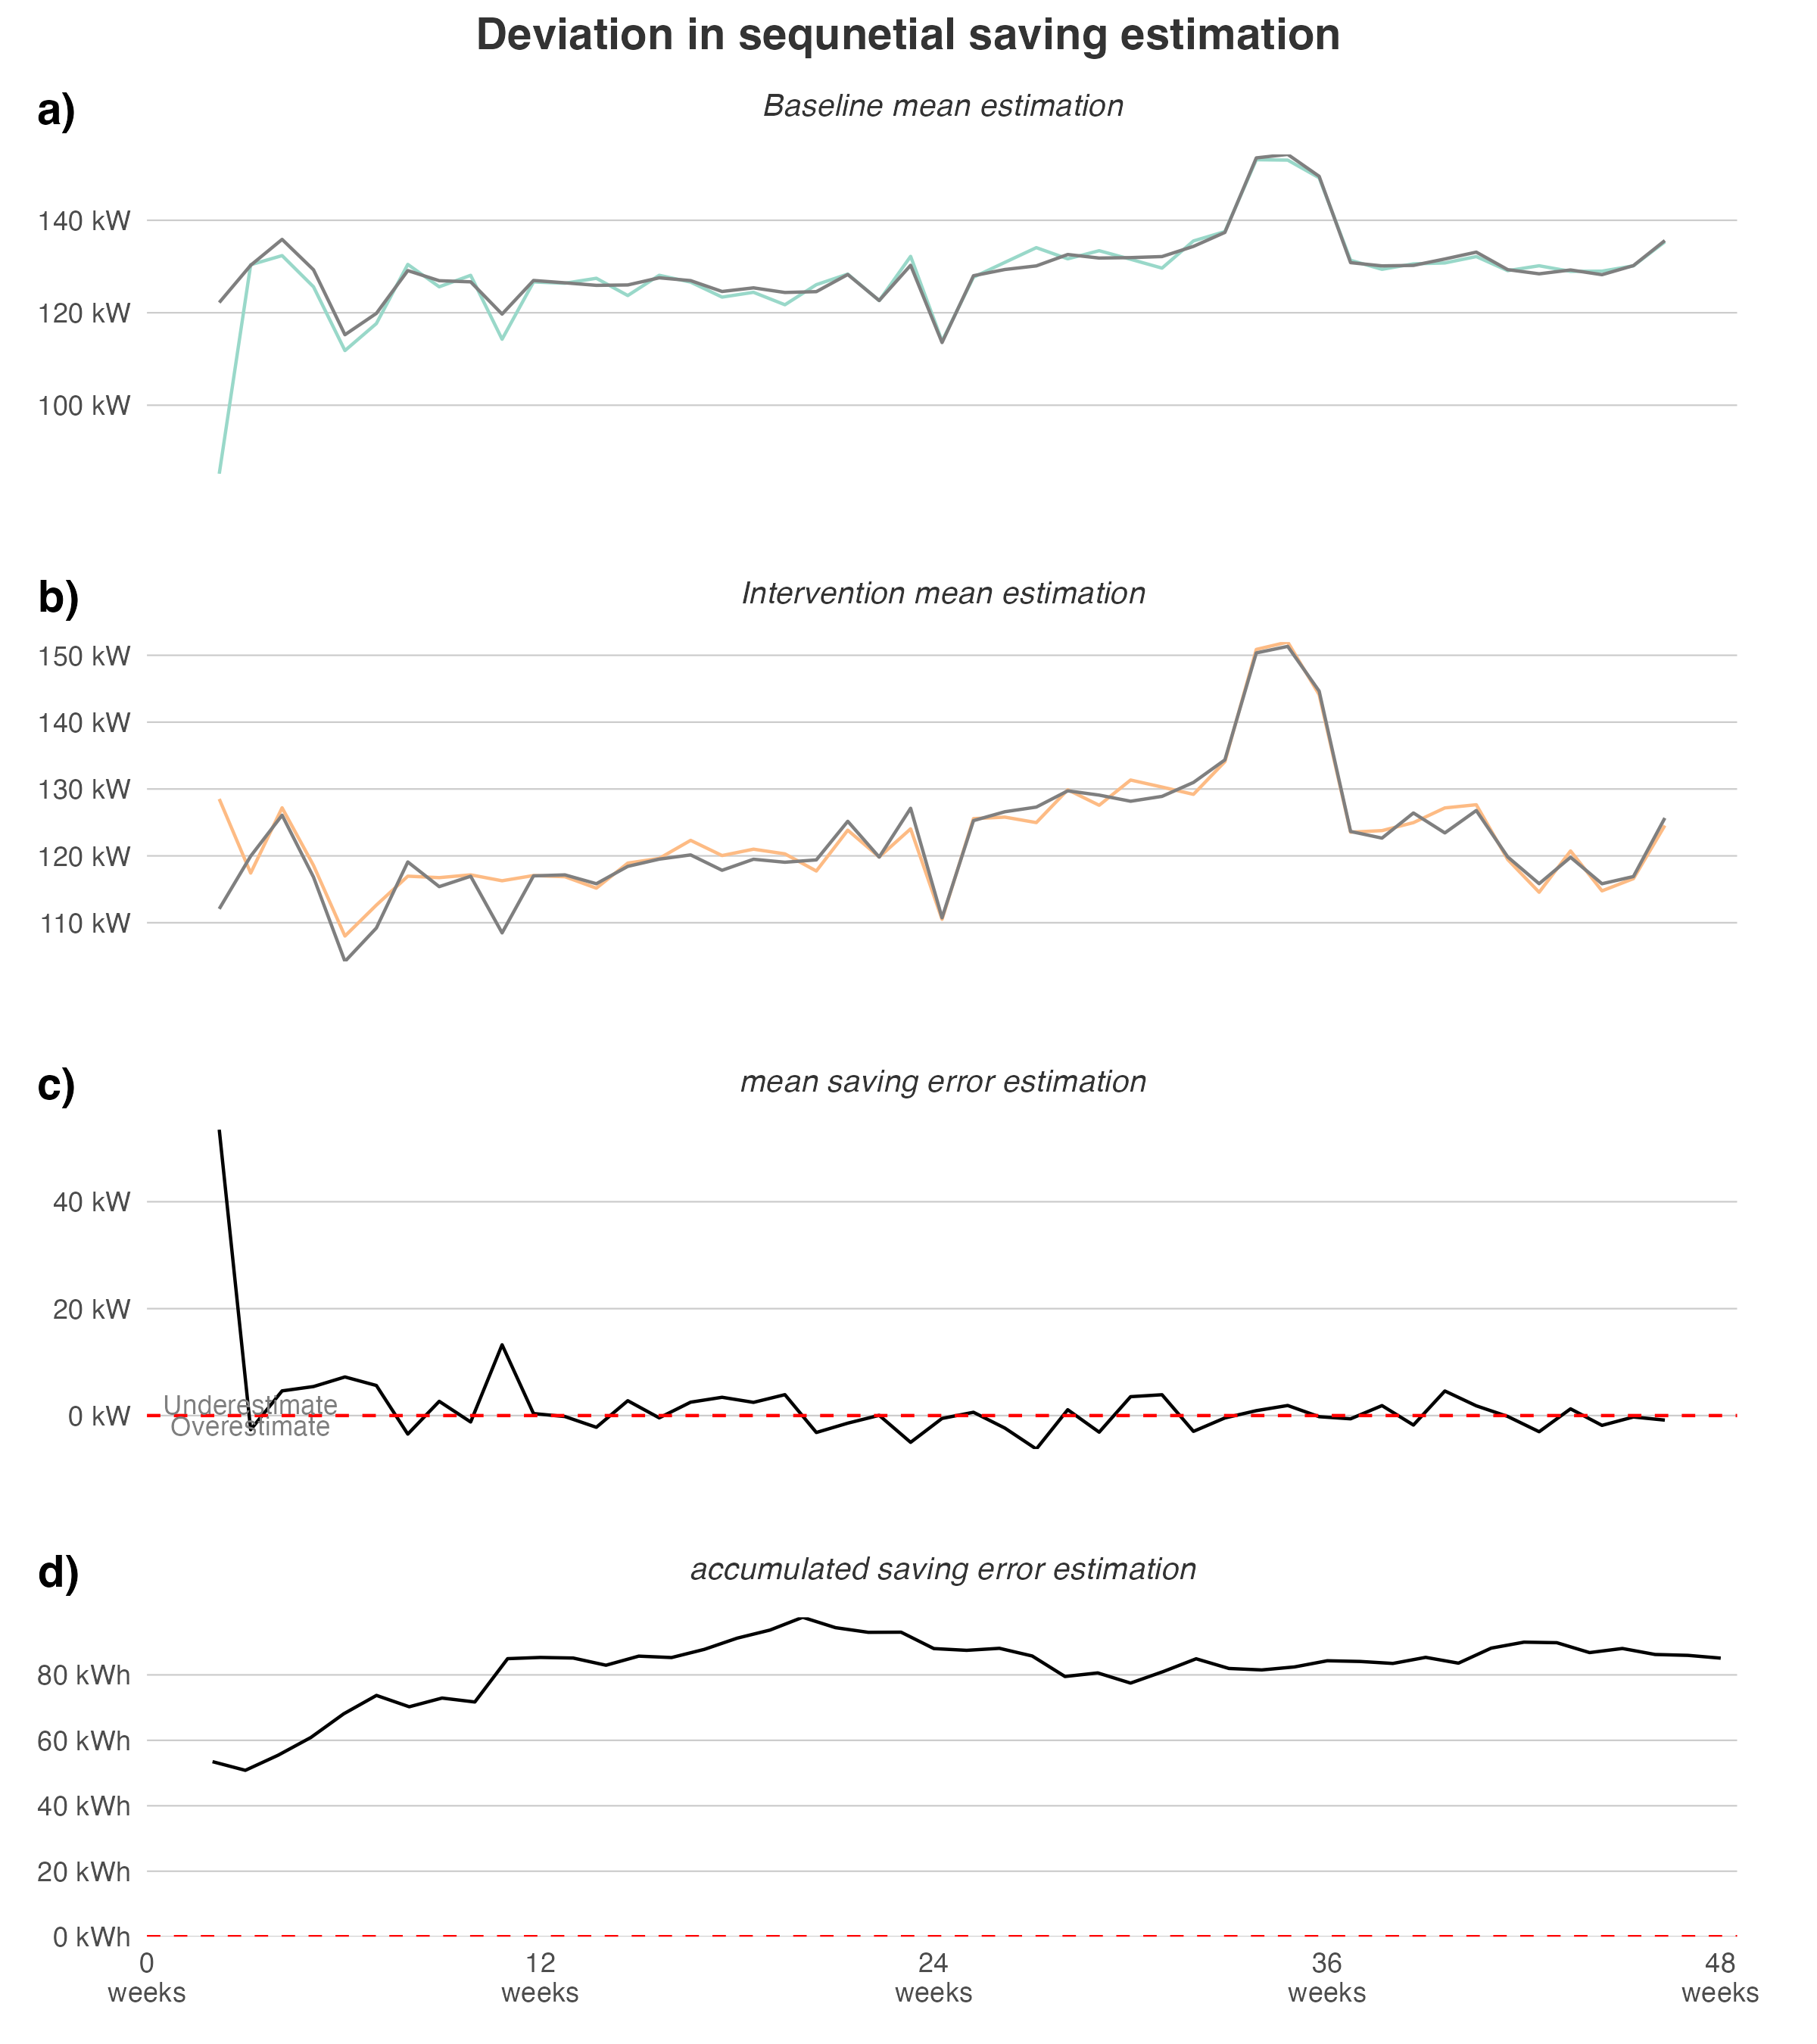 Deviation in sequnetial saving estimation
a)
Baseline mean estimation
140 kW
120 kW
100 kW
b)
Intervention mean estimation
150 kW
140 kW
130 kW
120 kW
110 kW
c)
mean saving error estimation
40 kW
20 kW
Underestimate
0 kW
Overestimate
d)
accumulated saving error estimation
80 kWh
60 kWh
40 kWh
20 kWh
0 kWh
0 12 24 36 48
weeks weeks weeks weeks weeks